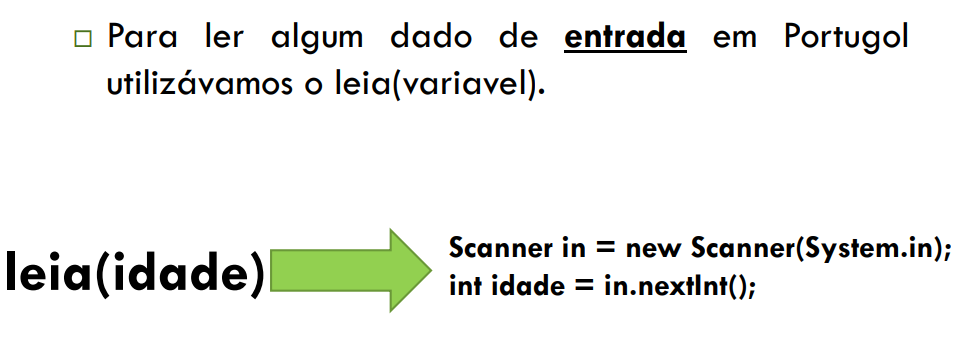 Para ler algum dado de entrada em Portugol
utilizávamos o leia(variavel).
leia(idade)
Scanner in = new Scanner(System.in);
int idade = in.nextInt();